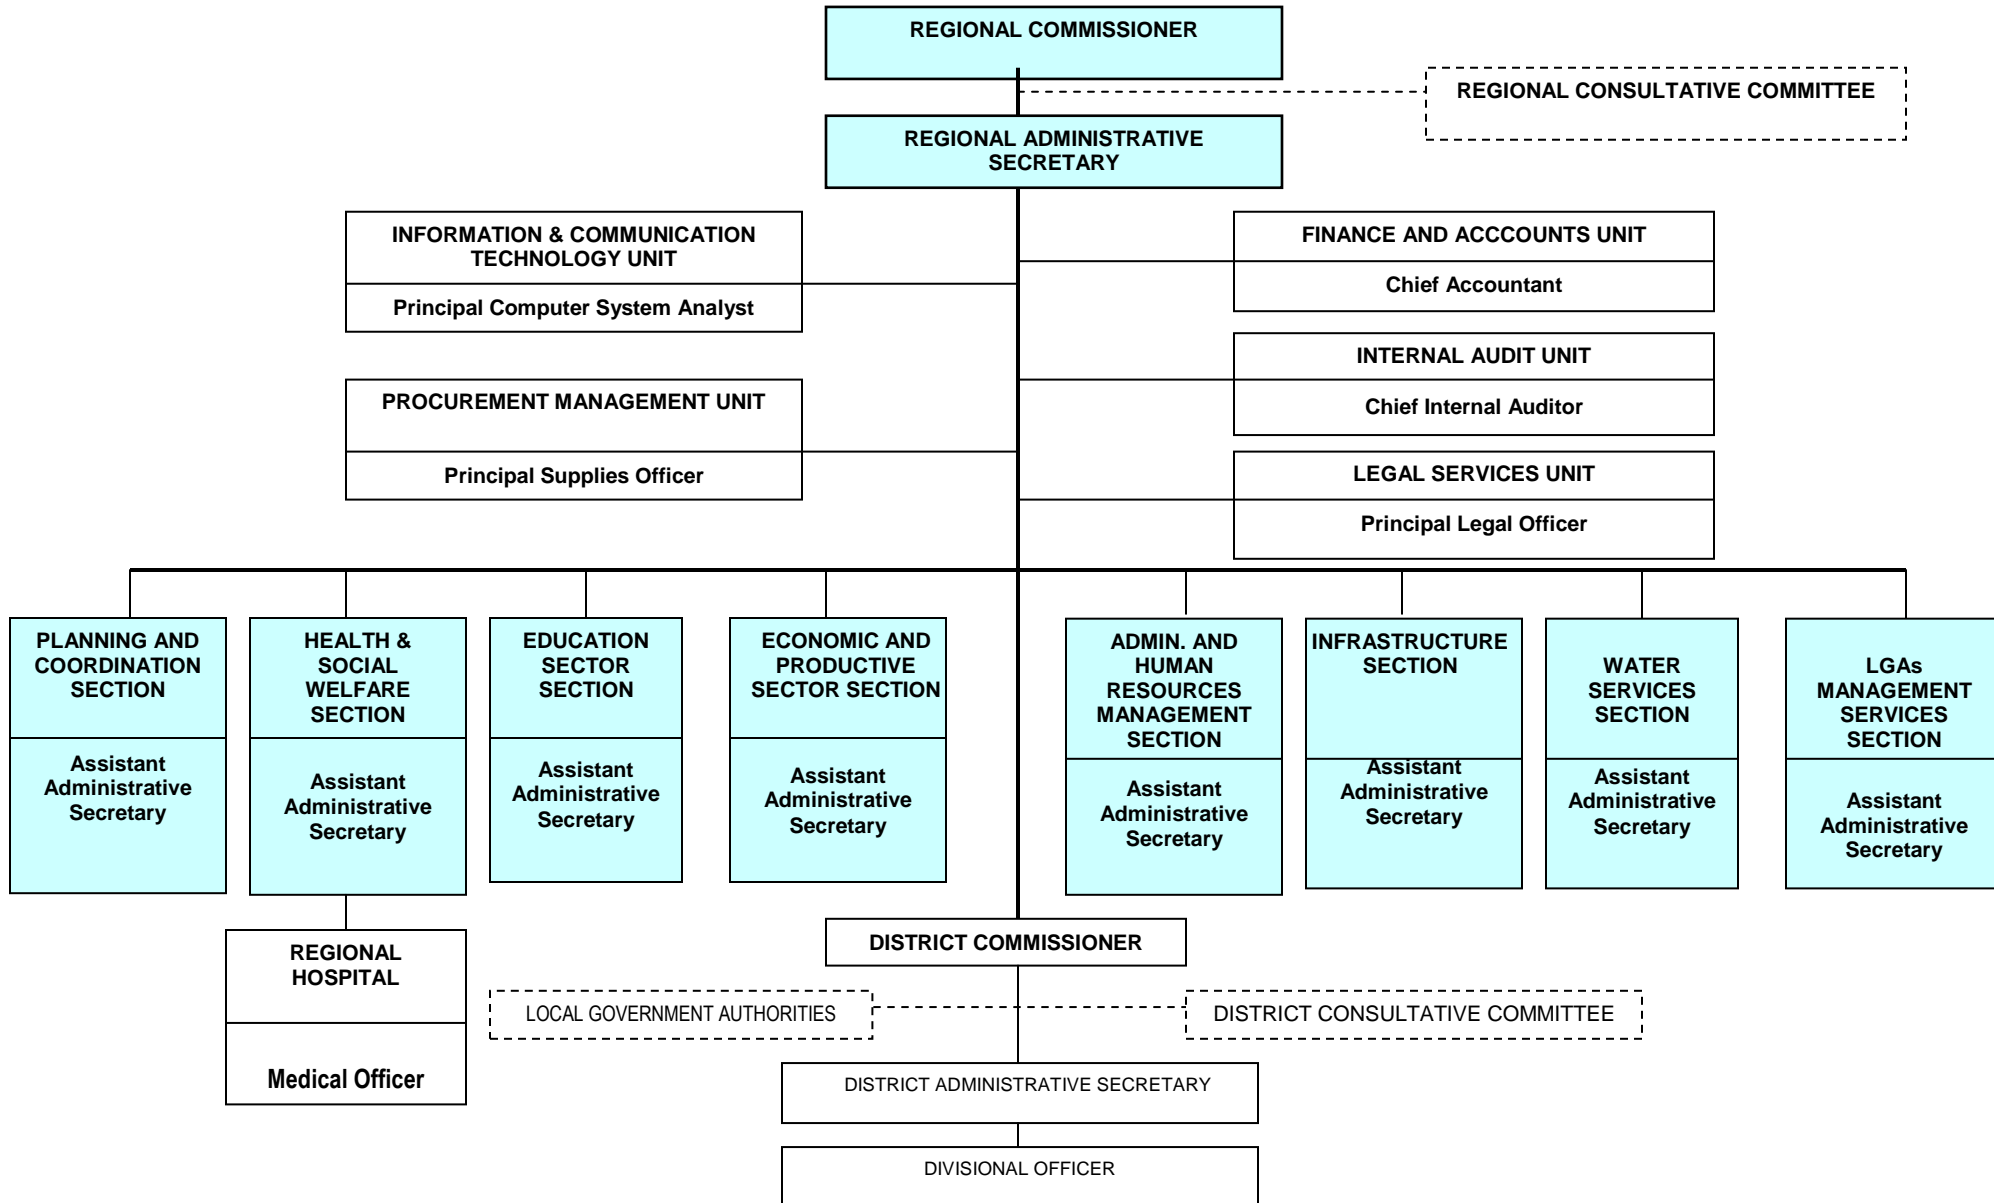 REGIONAL COMMISSIONER
REGIONAL CONSULTATIVE COMMITTEE
REGIONAL ADMINISTRATIVE
SECRETARY
INFORMATION & COMMUNICATION
TECHNOLOGY UNIT
Principal Computer System Analyst
FINANCE AND ACCCOUNTS UNIT
Chief Accountant
INTERNAL AUDIT UNIT
Chief Internal Auditor
PROCUREMENT MANAGEMENT UNIT
Principal Supplies Officer
LEGAL SERVICES UNIT
Principal Legal Officer
PLANNING AND
COORDINATION
SECTION
Assistant
Administrative
Secretary
HEALTH &
SOCIAL
WELFARE
SECTION
Assistant
Administrative
Secretary
EDUCATION
SECTOR
SECTION
Assistant
Administrative
Secretary
ECONOMIC AND
PRODUCTIVE
SECTOR SECTION
Assistant
Administrative
Secretary
ADMIN. AND
HUMAN
RESOURCES
MANAGEMENT
SECTION
Assistant
Administrative
Secretary
INFRASTRUCTURE
SECTION
Assistant
Administrative
Secretary
WATER
SERVICES
SECTION
Assistant
Administrative
Secretary
LGAs
MANAGEMENT
SERVICES
SECTION
Assistant
Administrative
Secretary
REGIONAL
HOSPITAL
Medical Officer
DISTRICT COMMISSIONER
LOCAL GOVERNMENT AUTHORITIES
DISTRICT CONSULTATIVE COMMITTEE
DISTRICT ADMINISTRATIVE SECRETARY
DIVISIONAL OFFICER